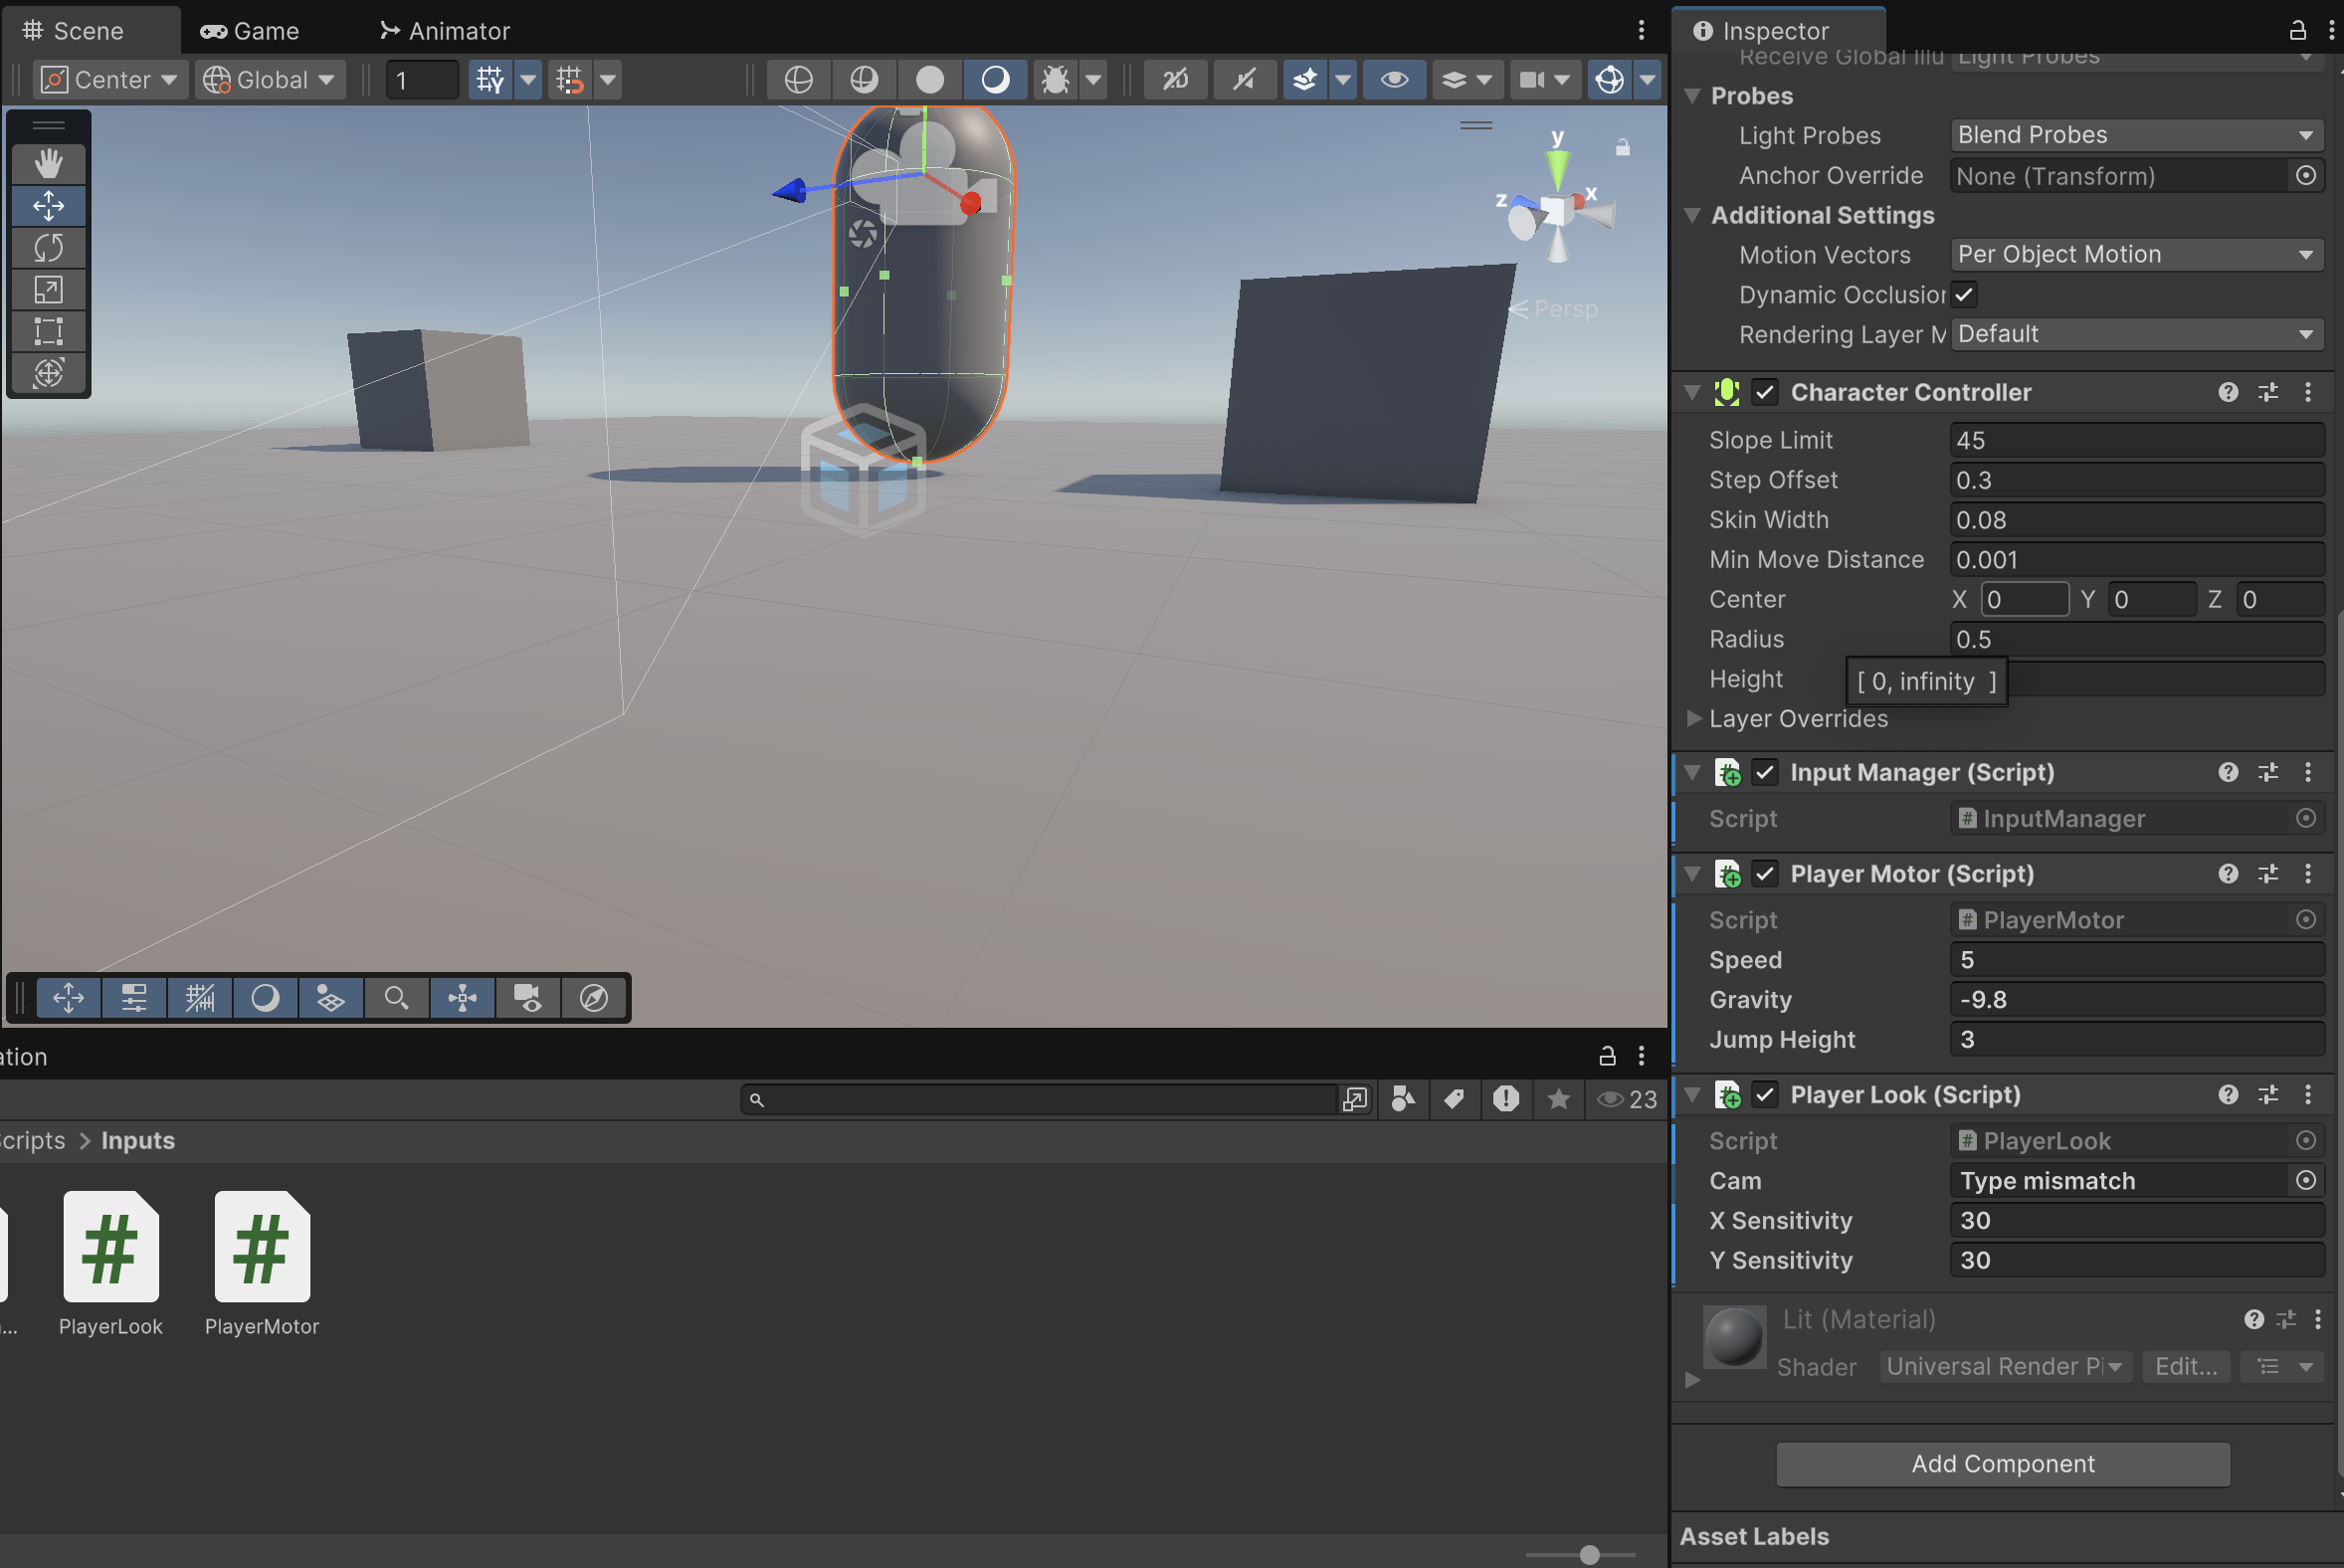 Scene
Game
Animator
Center
Global
1
2D
y
x
z
Persp
ation
23
Scripts > Inputs
PlayerLook
PlayerMotor
Inspector
Receive Global Illu
Light Probes
Probes
Light Probes
Blend Probes
Anchor Override
None (Transform)
Additional Settings
Motion Vectors
Per Object Motion
Dynamic Occlusion
Rendering Layer M
Default
Character Controller
Slope Limit
45
Step Offset
0.3
Skin Width
0.08
Min Move Distance
0.001
Center
X 0 Y 0 Z 0
Radius
0.5
Height
[ 0, infinity ]
Layer Overrides
Input Manager (Script)
Script
InputManager
Player Motor (Script)
Script
PlayerMotor
Speed
5
Gravity
-9.8
Jump Height
3
Player Look (Script)
Script
PlayerLook
Cam
Type mismatch
X Sensitivity
30
Y Sensitivity
30
Lit (Material)
Shader
Universal Render Pi
Edit...
Add Component
Asset Labels